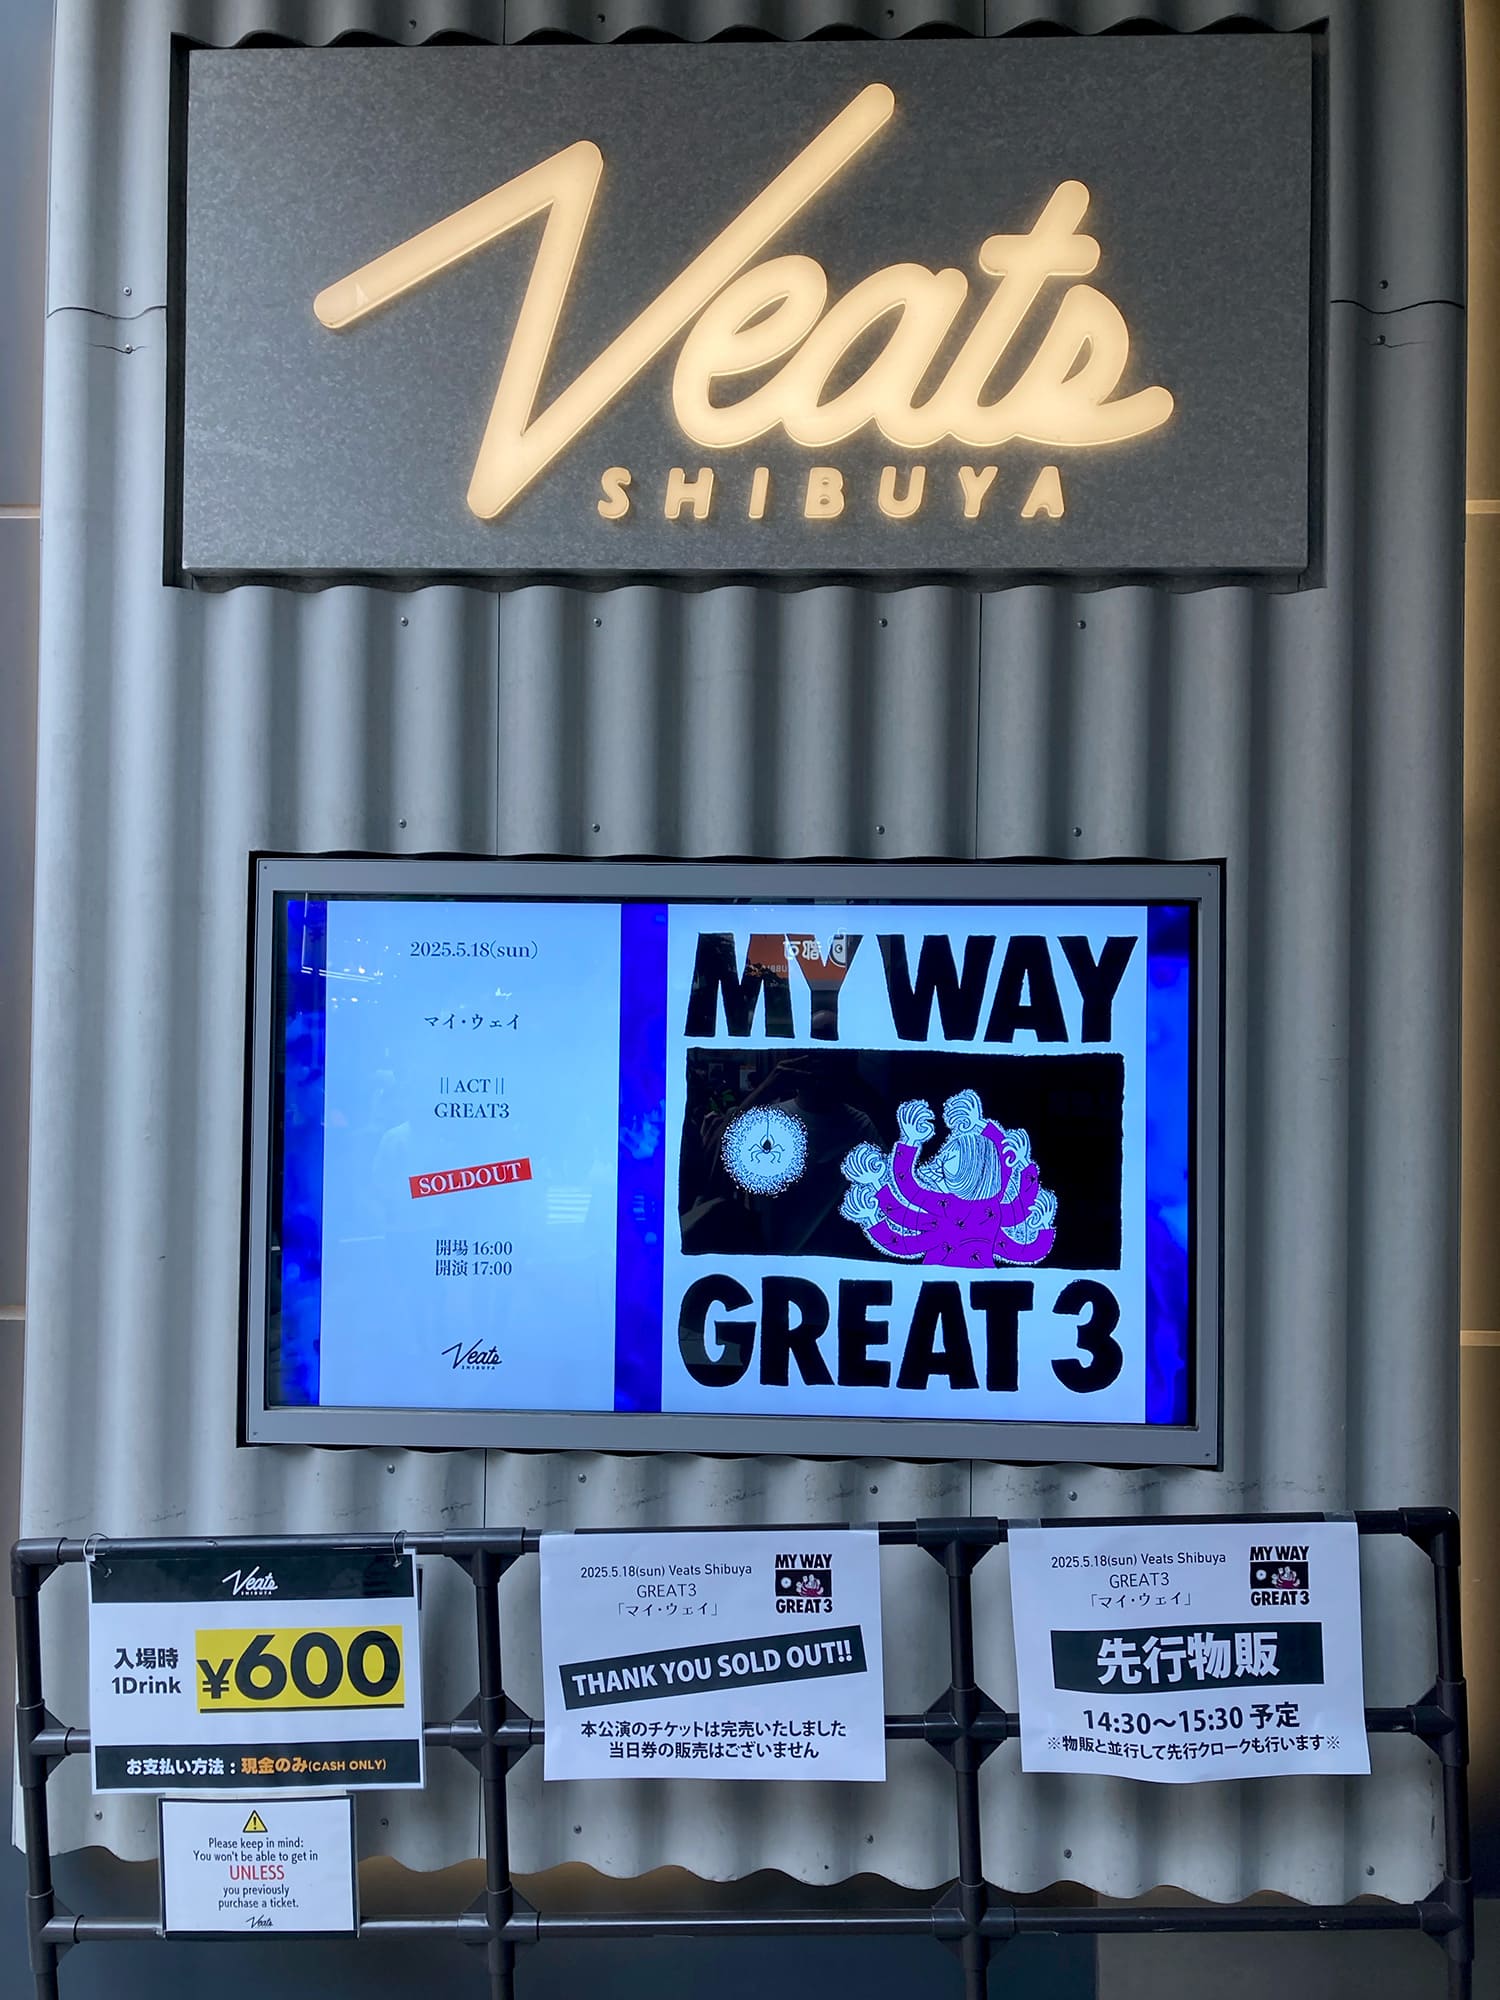 Veats
SHIBUYA
2025.5.18(sun)
マイ・ウェイ
|| ACT ||
GREAT3
SOLDOUT
開場 16:00
開演 17:00
Veats
SHIBUYA
MY WAY
GREAT 3
Veats
SHIBUYA
入場時
1Drink
¥600
お支払い方法：現金のみ(CASH ONLY)
Please keep in mind:
You won't be able to get in
UNLESS
you previously
purchase a ticket.
Veats
2025.5.18(sun) Veats Shibuya
GREAT3
「マイ・ウェイ」
MY WAY
GREAT 3
THANK YOU SOLD OUT!!
本公演のチケットは完売いたしました
当日券の販売はございません
2025.5.18(sun) Veats Shibuya
GREAT3
「マイ・ウェイ」
MY WAY
GREAT 3
先行物販
14:30〜15:30 予定
※物販と並行して先行クロークも行います※